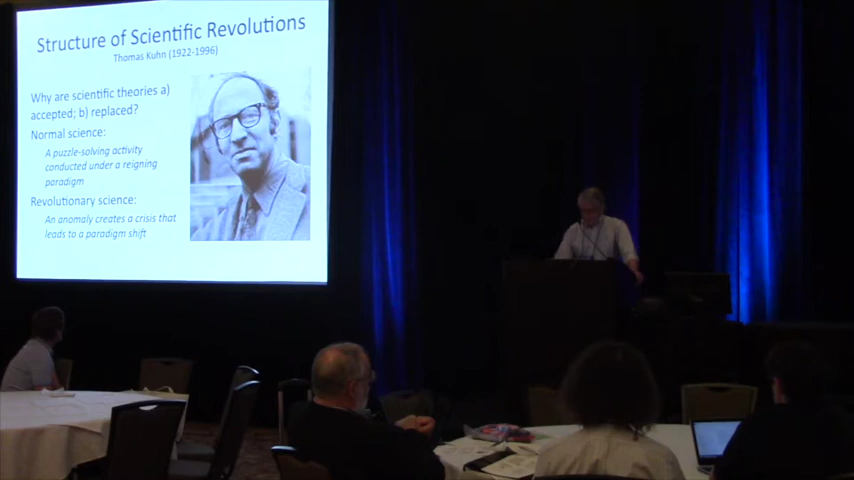 Structure of Scientific Revolutions
Thomas Kuhn (1922-1996)
Why are scientific theories a)
accepted; b) replaced?
Normal science:
A puzzle-solving activity
conducted under a reigning
paradigm
Revolutionary science:
An anomaly creates a crisis that
leads to a paradigm shift